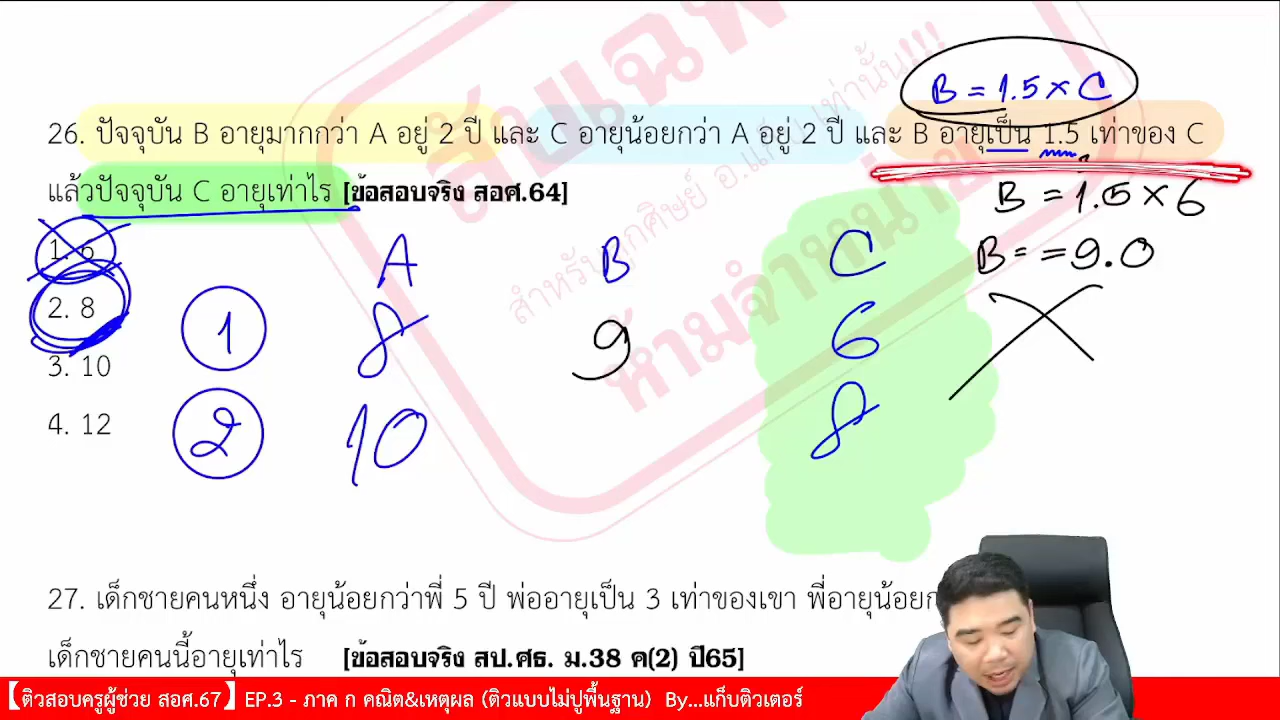 B = 1.5 × C
26. ปัจจุบัน B อายุมากกว่า A อยู่ 2 ปี และ C อายุน้อยกว่า A อยู่ 2 ปี และ B อายุเป็น 1.5 เท่าของ C
แล้วปัจจุบัน C อายุเท่าไร [ข้อสอบจริง สอศ.64]
B = 1.5 × 6
B = = 9.0
1. 6
2. 8
3. 10
4. 12
A B C
1 8 9 6
2 10 8
ห้ามจำหน่าย
27. เด็กชายคนหนึ่ง อายุน้อยกว่าพี่ 5 ปี พ่ออายุเป็น 3 เท่าของเขา พี่อายุน้อยก
เด็กชายคนนี้อายุเท่าไร [ข้อสอบจริง สป.ศธ. ม.38 ค(2) ปี65]
【ติวสอบครูผู้ช่วย สอศ.67】 EP.3 - ภาค ก คณิต&เหตุผล (ติวแบบไม่ปูพื้นฐาน) By...แก็บติวเตอร์